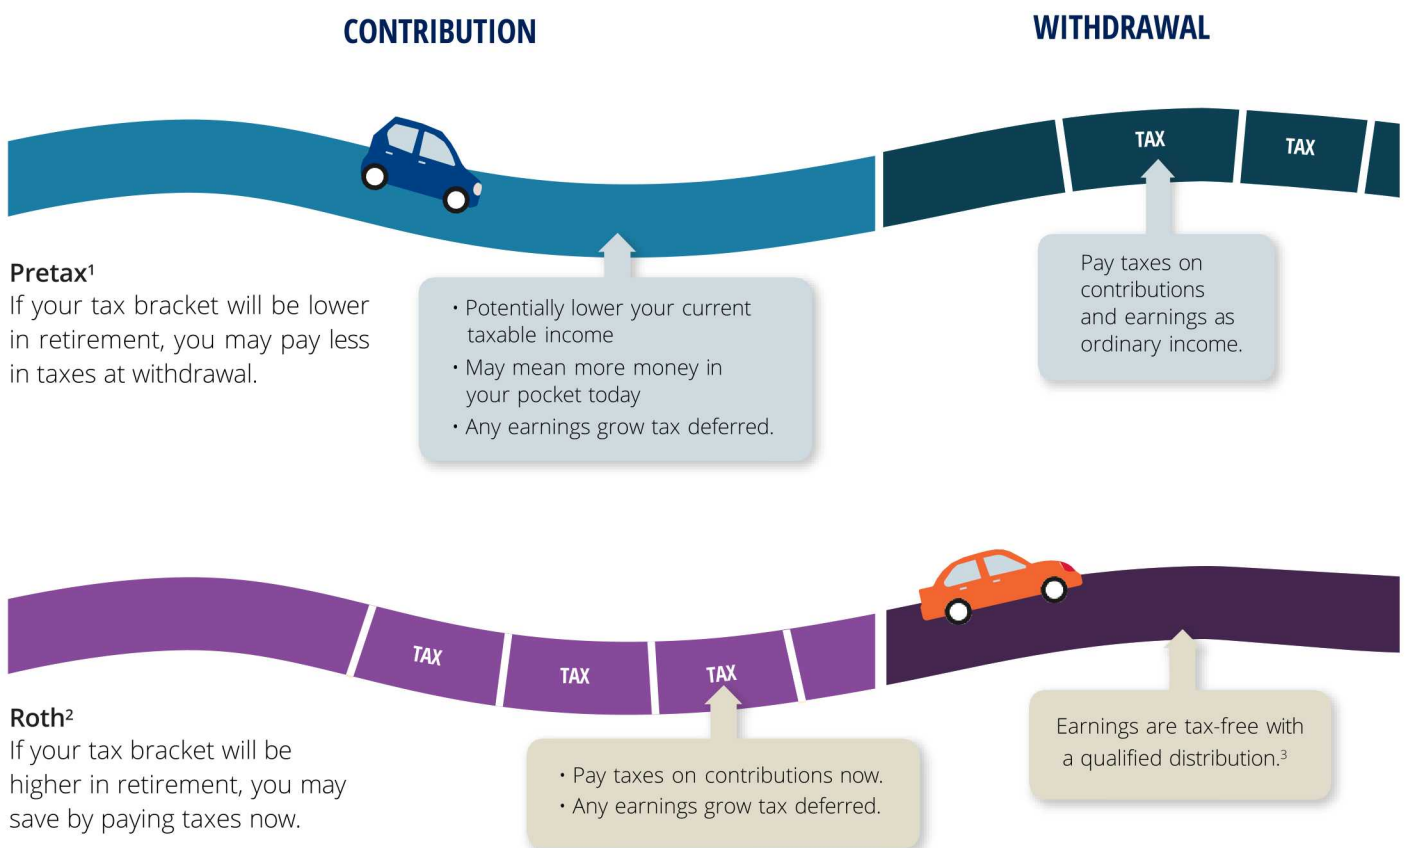 CONTRIBUTION
WITHDRAWAL
TAX
TAX
Pretax¹
If your tax bracket will be lower
in retirement, you may pay less
in taxes at withdrawal.
• Potentially lower your current
taxable income
• May mean more money in
your pocket today
• Any earnings grow tax deferred.
Pay taxes on
contributions
and earnings as
ordinary income.
TAX
TAX
TAX
Roth²
If your tax bracket will be
higher in retirement, you may
save by paying taxes now.
• Pay taxes on contributions now.
• Any earnings grow tax deferred.
Earnings are tax-free with
a qualified distribution.³